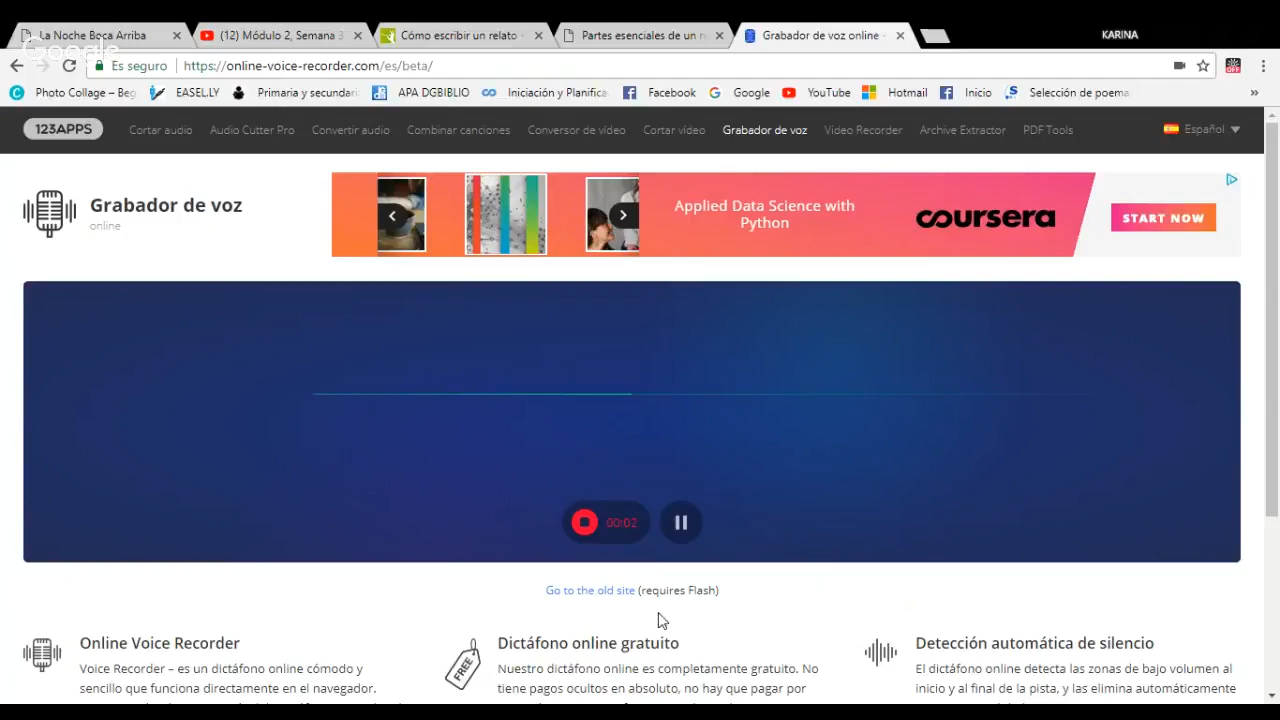 La Noche Boca Arriba
(12) Módulo 2, Semana 3
Cómo escribir un relato
Partes esenciales de un r
Grabador de voz online
KARINA
Google
Es seguro
https://online-voice-recorder.com/es/beta/
Photo Collage – Beg
EASEL.LY
Primaria y secundari
APA DGBIBLIO
Iniciación y Planifica
Facebook
Google
YouTube
Hotmail
Inicio
Selección de poema
»
123APPS
Cortar audio
Audio Cutter Pro
Convertir audio
Combinar canciones
Conversor de vídeo
Cortar vídeo
Grabador de voz
Video Recorder
Archive Extractor
PDF Tools
Español
Grabador de voz
online
Applied Data Science with
Python
coursera
START NOW
00:02
Go to the old site (requires Flash)
Online Voice Recorder
Voice Recorder – es un dictáfono online cómodo y
sencillo que funciona directamente en el navegador.
FREE
Dictáfono online gratuito
Nuestro dictáfono online es completamente gratuito. No
tiene pagos ocultos en absoluto, no hay que pagar por
Detección automática de silencio
El dictáfono online detecta las zonas de bajo volumen al
inicio y al final de la pista, y las elimina automáticamente